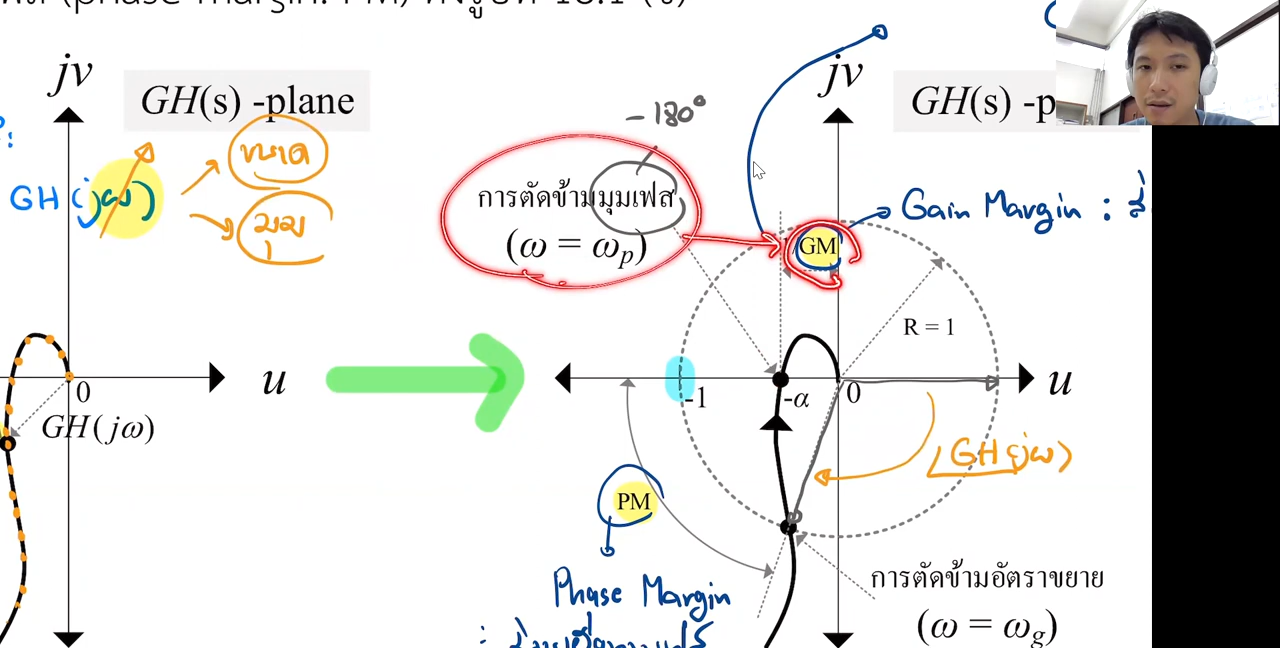 (phase margin: PM)
jv
GH(s) -plane
GH(jω)
ขนาด
มุม
0
u
GH(jω)
-180°
การตัดข้ามมุมเฟส
(ω = ωp)
jv
GH(s) -p
GM
Gain Margin :
R = 1
-1
-α
0
u
∠GH(jω)
PM
Phase Margin
การตัดข้ามอัตราขยาย
(ω = ωg)